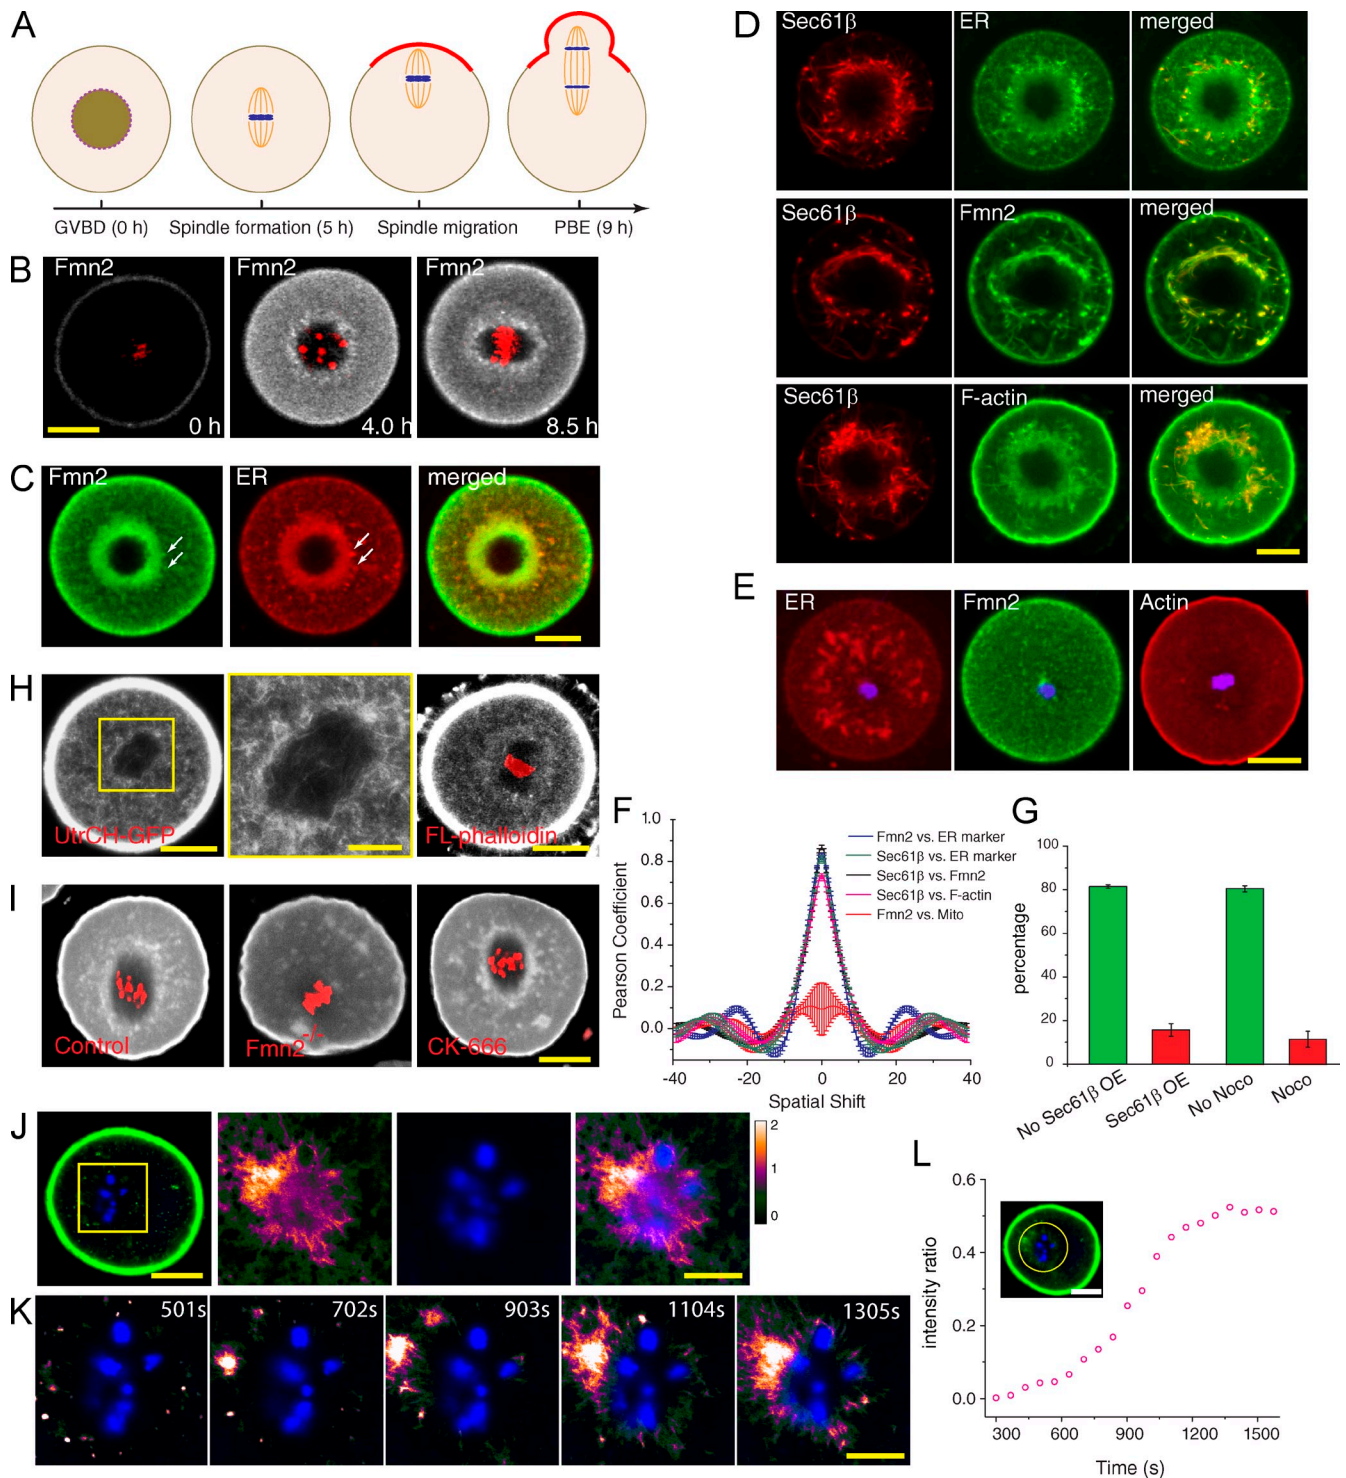 A
GVBD (0 h)
Spindle formation (5 h)
Spindle migration
PBE (9 h)
B
Fmn2
0 h
Fmn2
4.0 h
Fmn2
8.5 h
C
Fmn2
ER
merged
D
Sec61β
ER
merged
Sec61β
Fmn2
merged
Sec61β
F-actin
merged
E
ER
Fmn2
Actin
H
UtrCH-GFP
FL-phalloidin
I
Control
Fmn2-/-
CK-666
F
Pearson Coefficient
1.0
0.8
0.6
0.4
0.2
0.0
-40
-20
0
20
40
Spatial Shift
Fmn2 vs. ER marker
Sec61β vs. ER marker
Sec61β vs. Fmn2
Sec61β vs. F-actin
Fmn2 vs. Mito
G
percentage
100
80
60
40
20
0
No Sec61β OE
Sec61β OE
No Noco
Noco
J
2
1
0
K
501s
702s
903s
1104s
1305s
L
intensity ratio
0.6
0.4
0.2
0.0
300
600
900
1200
1500
Time (s)